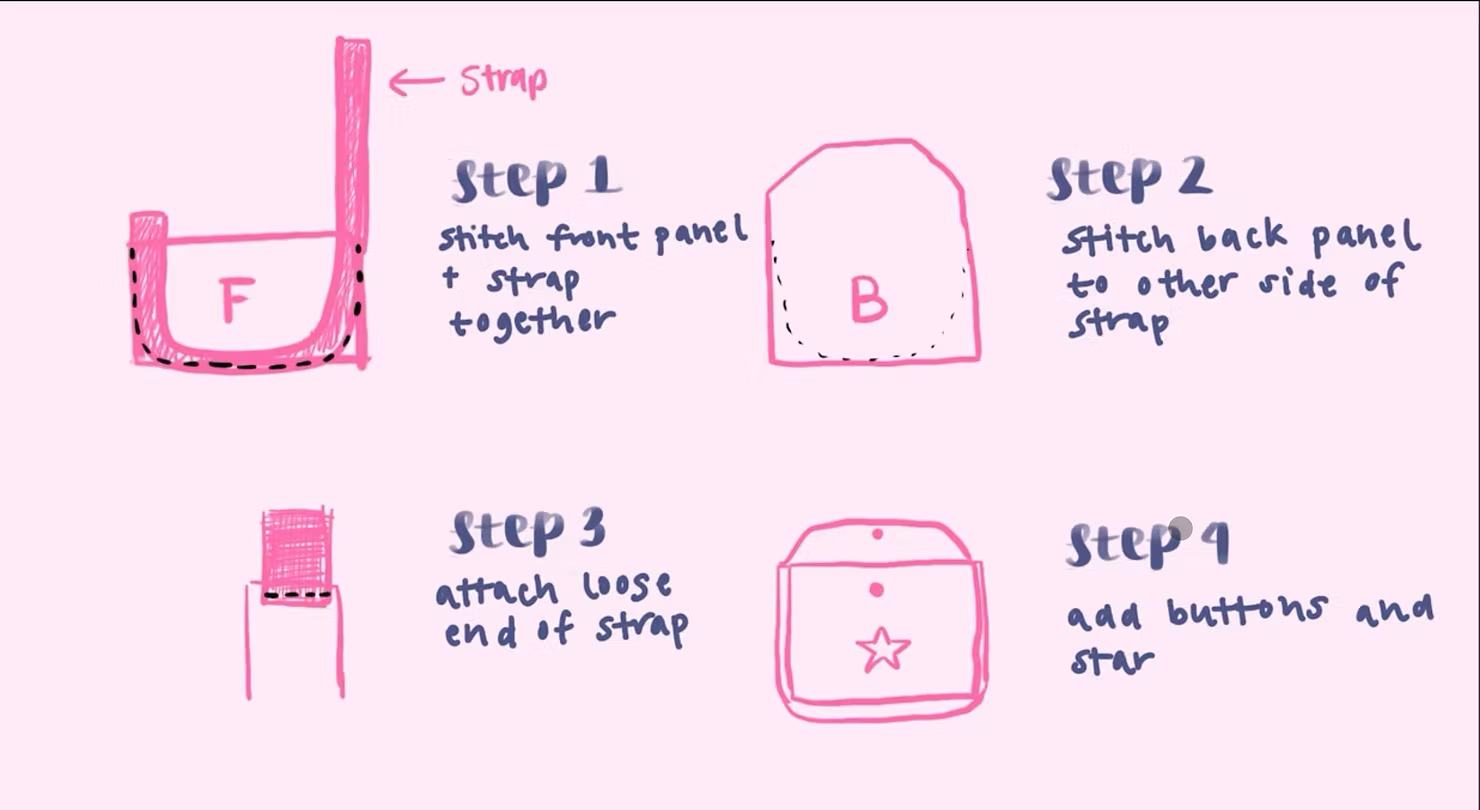 ← strap
step 1
stitch front panel
+ strap
together
F
step 2
stitch back panel
to other side of
strap
B
step 3
attach loose
end of strap
step 4
add buttons and
star